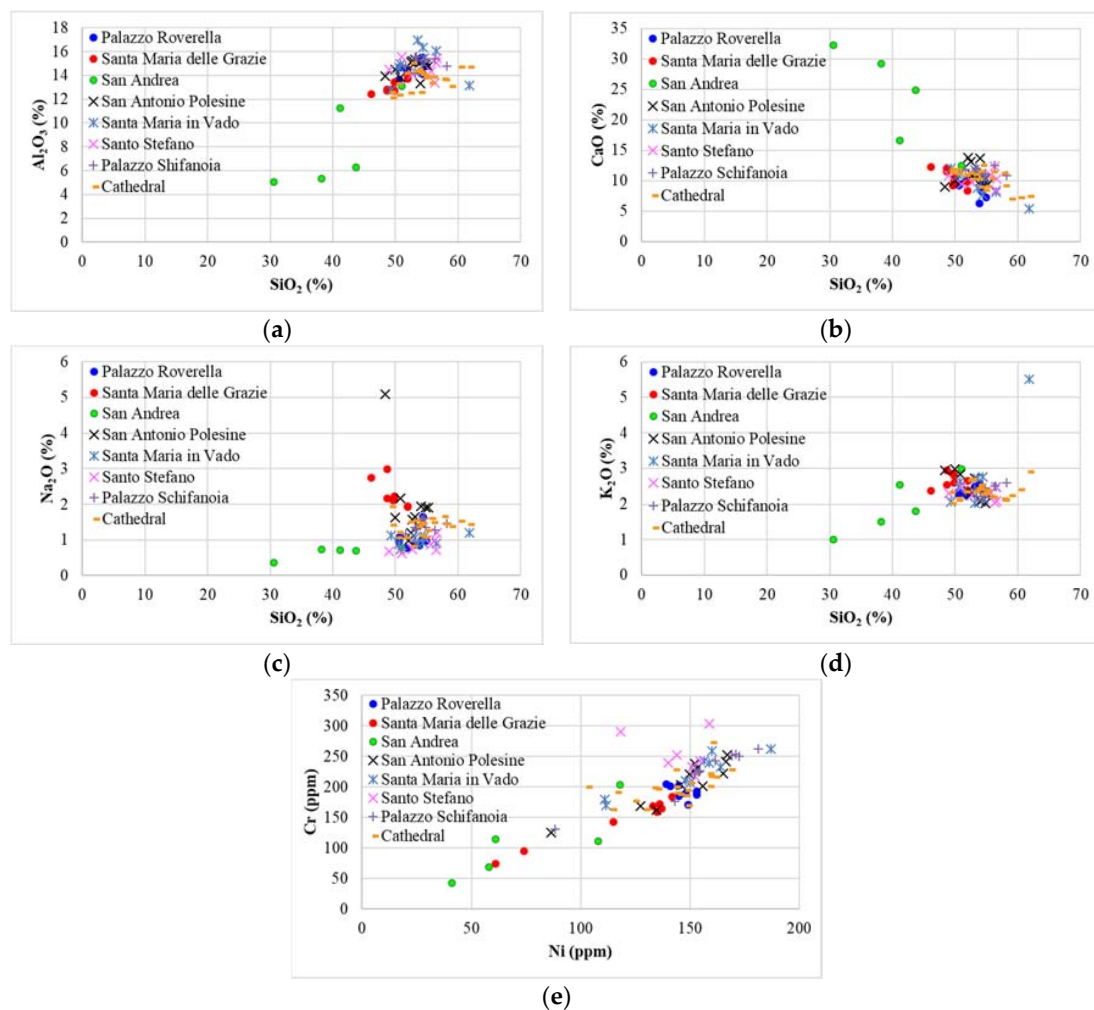 18
16
14
12
10
8
6
4
2
0
Al₂O₃ (%)
Palazzo Roverella
Santa Maria delle Grazie
San Andrea
San Antonio Polesine
Santa Maria in Vado
Santo Stefano
Palazzo Shifanoia
Cathedral
0 10 20 30 40 50 60 70
SiO₂ (%)
(a)
35
30
25
20
15
10
5
0
CaO (%)
Palazzo Roverella
Santa Maria delle Grazie
San Andrea
San Antonio Polesine
Santa Maria in Vado
Santo Stefano
Palazzo Schifanoia
Cathedral
0 10 20 30 40 50 60 70
SiO₂ (%)
(b)
6
5
4
3
2
1
0
Na₂O (%)
Palazzo Roverella
Santa Maria delle Grazie
San Andrea
San Antonio Polesine
Santa Maria in Vado
Santo Stefano
Palazzo Schifanoia
Cathedral
0 10 20 30 40 50 60 70
SiO₂ (%)
(c)
6
5
4
3
2
1
0
K₂O (%)
Palazzo Roverella
Santa Maria delle Grazie
San Andrea
San Antonio Polesine
Santa Maria in Vado
Santo Stefano
Palazzo Schifanoia
Cathedral
0 10 20 30 40 50 60 70
SiO₂ (%)
(d)
350
300
250
200
150
100
50
0
Cr (ppm)
Palazzo Roverella
Santa Maria delle Grazie
San Andrea
San Antonio Polesine
Santa Maria in Vado
Santo Stefano
Palazzo Schifanoia
Cathedral
0 50 100 150 200
Ni (ppm)
(e)